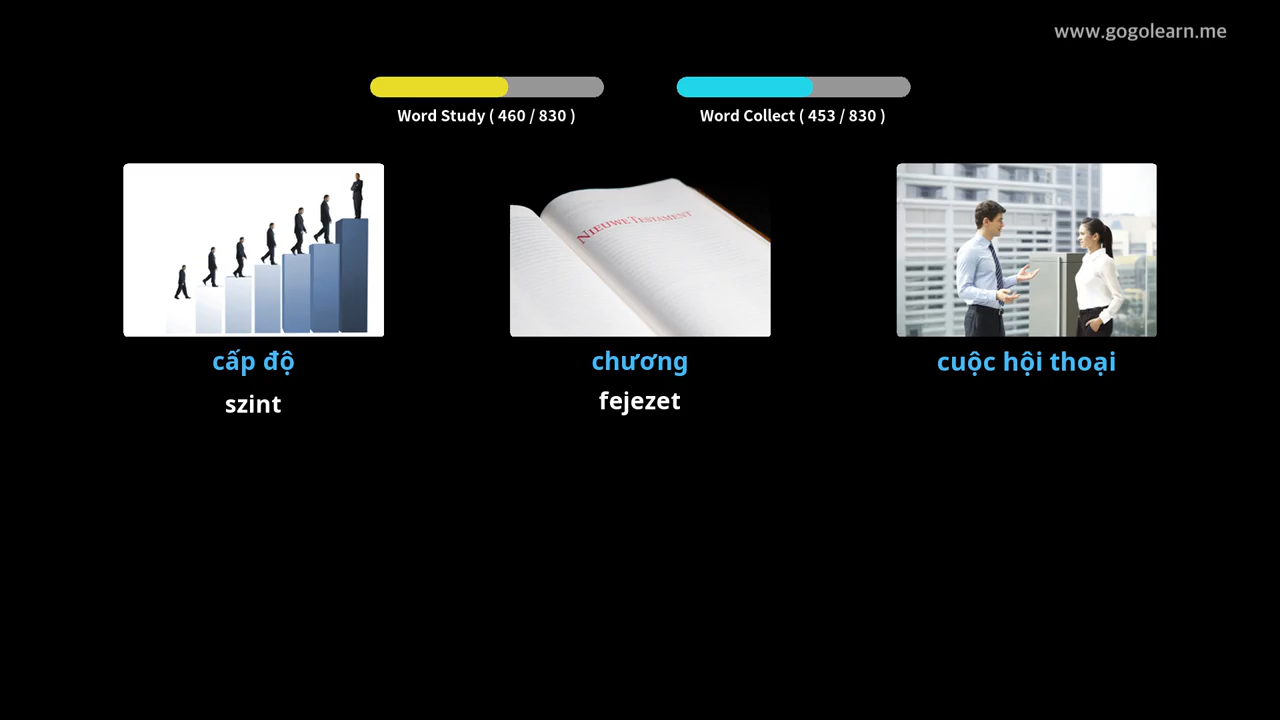 www.gogolearn.me
Word Study ( 460 / 830 )
Word Collect ( 453 / 830 )
NIEUWE TESTAMENT
cấp độ
chương
cuộc hội thoại
szint
fejezet